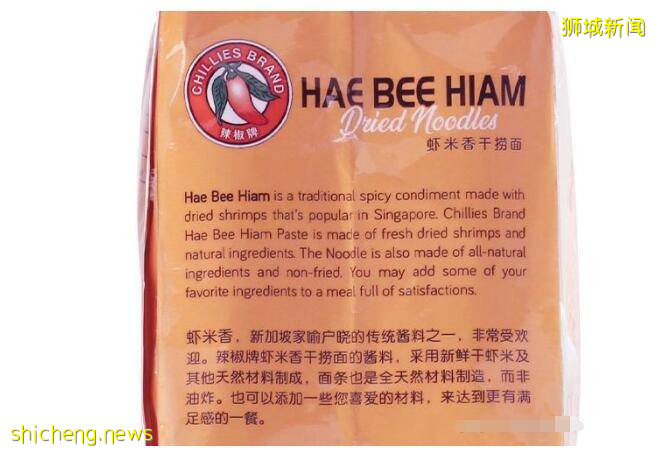 狮城新闻
CHILLIES BRAND
辣椒牌
HAE BEE HIAM
Dried Noodles
虾米香干捞面
Hae Bee Hiam is a traditional spicy condiment made with
dried shrimps that's popular in Singapore. Chillies Brand
Hae Bee Hiam Paste is made of fresh dried shrimps and
natural ingredients. The Noodle is also made of all-natural
ingredients and non-fried. You may add some of your
favorite ingredients to a meal full of satisfactions.
虾米香，新加坡家喻户晓的传统酱料之一，非常受欢
迎。辣椒牌虾米香干捞面的酱料，采用新鲜干虾米及
其他天然材料制成，面条也是全天然材料制造，而非
油炸。也可以添加一些您喜爱的材料，来达到更有满
足感的一餐。
shicheng.news